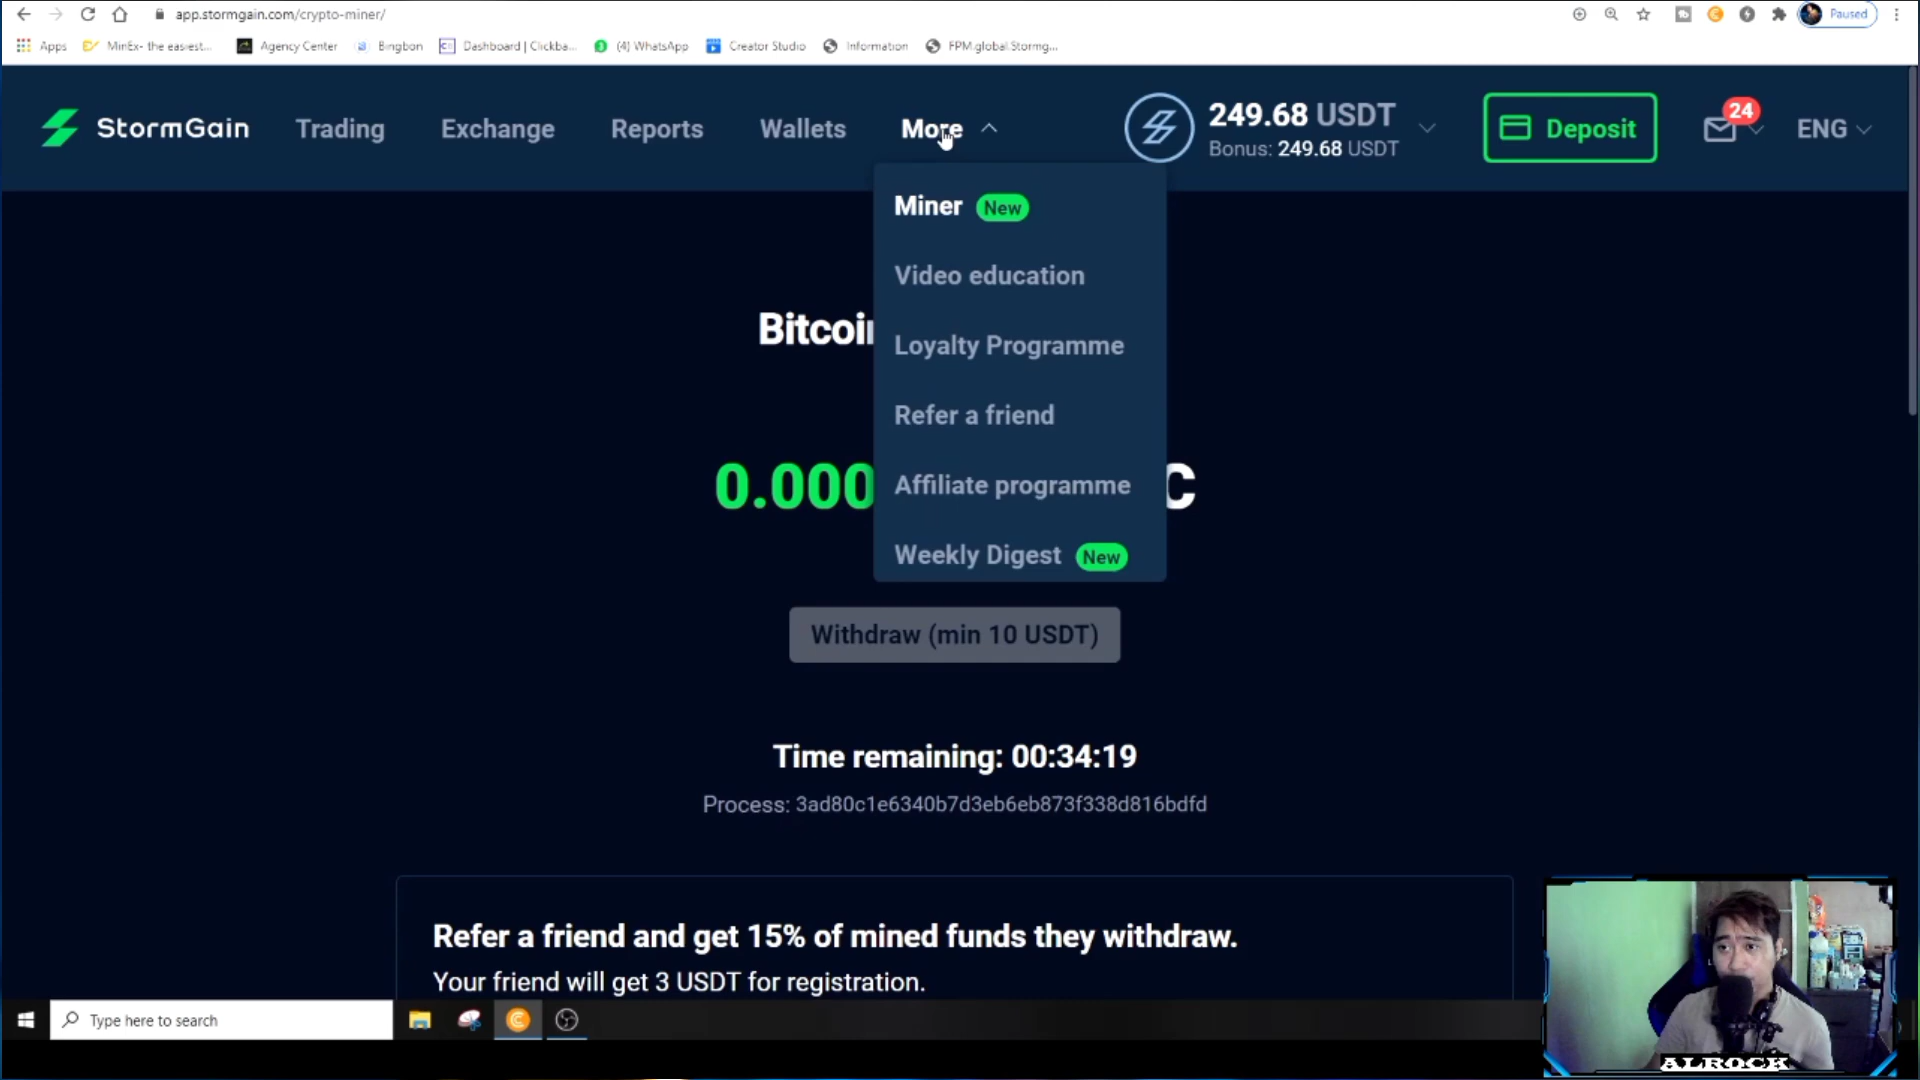 app.stormgain.com/crypto-miner/
Paused
Apps
MinEx- the easiest...
Agency Center
Bingbon
Dashboard | Clickba...
(4) WhatsApp
Creator Studio
Information
FPM.global.Stormg...
StormGain
Trading
Exchange
Reports
Wallets
More
249.68 USDT
Bonus: 249.68 USDT
Deposit
24
ENG
Miner New
Video education
Loyalty Programme
Refer a friend
Affiliate programme
Weekly Digest New
Bitcoin
0.000
C
Withdraw (min 10 USDT)
Time remaining: 00:34:19
Process: 3ad80c1e6340b7d3eb6eb873f338d816bdfd
Refer a friend and get 15% of mined funds they withdraw.
Your friend will get 3 USDT for registration.
Type here to search
ALROCK